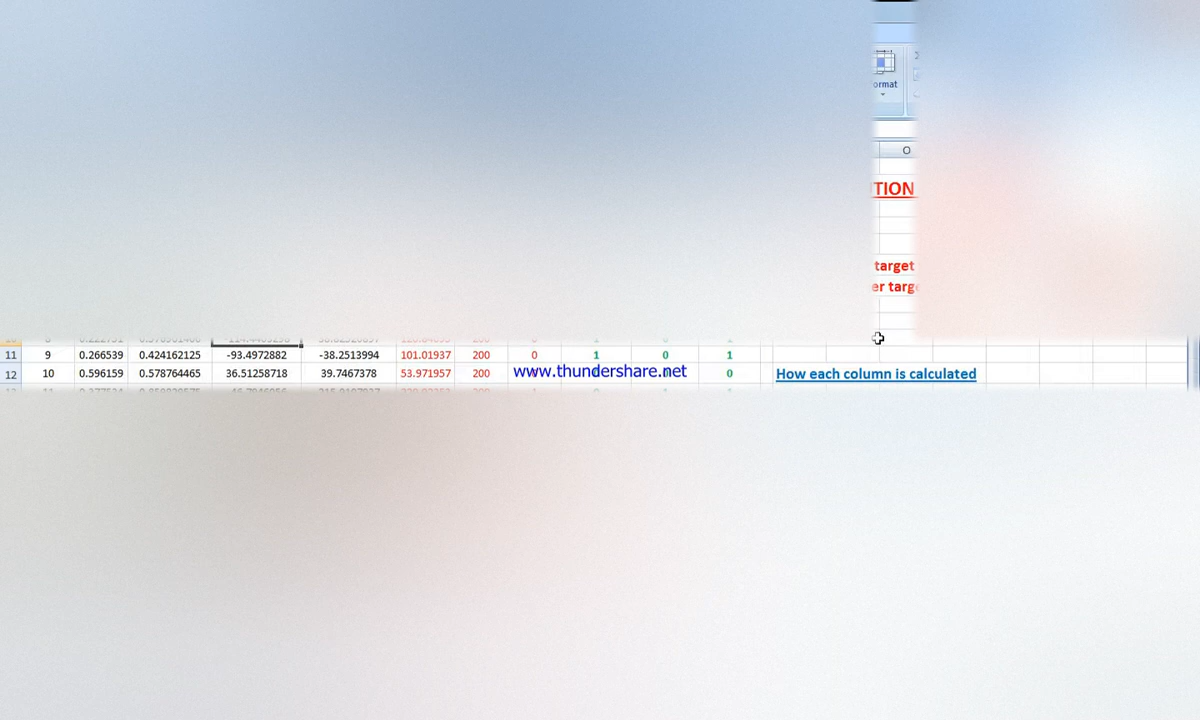 ormat
O
TION
target
er targe
11 9 0.266539 0.424162125 -93.4972882 -38.2513994 101.01937 200 0 1 0 1
12 10 0.596159 0.578764465 36.51258718 39.7467378 53.971957 200 www.thundershare.net 0 How each column is calculated